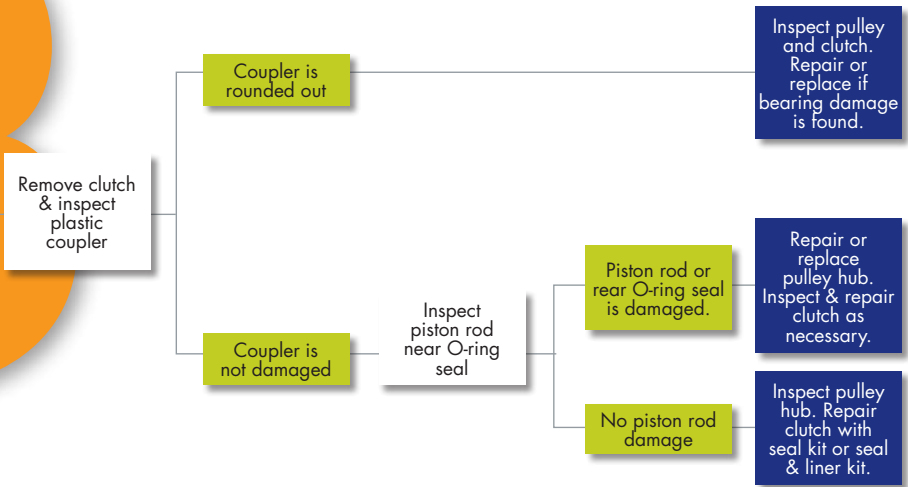 Remove clutch
& inspect
plastic
coupler
Coupler is
rounded out
Inspect pulley
and clutch.
Repair or
replace if
bearing damage
is found.
Coupler is
not damaged
Inspect
piston rod
near O-ring
seal
Piston rod or
rear O-ring seal
is damaged.
Repair or
replace
pulley hub.
Inspect & repair
clutch as
necessary.
No piston rod
damage
Inspect pulley
hub. Repair
clutch with
seal kit or seal
& liner kit.